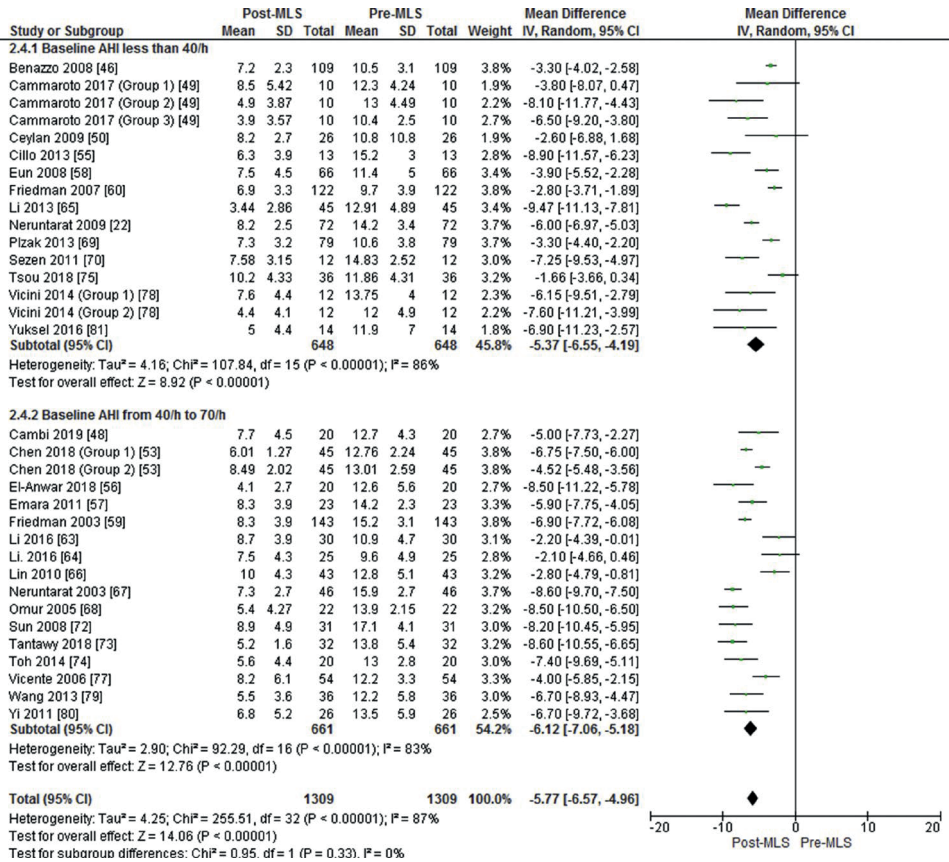 Post-MLS Pre-MLS Mean Difference Mean Difference
Study or Subgroup Mean SD Total Mean SD Total Weight IV, Random, 95% CI IV, Random, 95% CI
2.4.1 Baseline AHI less than 40/h
Benazzo 2008 [46] 7.2 2.3 109 10.5 3.1 109 3.8% -3.30 [-4.02, -2.58]
Cammaroto 2017 (Group 1) [49] 8.5 5.42 10 12.3 4.24 10 1.9% -3.80 [-8.07, 0.47]
Cammaroto 2017 (Group 2) [49] 4.9 3.87 10 13 4.49 10 2.2% -8.10 [-11.77, -4.43]
Cammaroto 2017 (Group 3) [49] 3.9 3.57 10 10.4 2.5 10 2.7% -6.50 [-9.20, -3.80]
Ceylan 2009 [50] 8.2 2.7 26 10.8 10.8 26 1.9% -2.60 [-6.88, 1.68]
Cillo 2013 [55] 6.3 3.9 13 15.2 3 13 2.7% -8.90 [-11.57, -6.23]
Eun 2008 [58] 7.5 4.5 66 11.4 5 66 3.4% -3.90 [-5.52, -2.28]
Friedman 2007 [60] 6.9 3.3 122 9.7 3.9 122 3.7% -2.80 [-3.71, -1.89]
Li 2013 [65] 3.44 2.86 45 12.91 4.89 45 3.3% -9.47 [-11.13, -7.81]
Neruntarat 2009 [22] 8.2 2.5 72 14.2 3.4 72 3.7% -6.00 [-6.97, -5.03]
Plzak 2013 [69] 7.3 3.2 79 10.6 3.8 79 3.6% -3.30 [-4.40, -2.20]
Sezen 2011 [70] 7.58 3.15 12 14.83 2.52 12 3.0% -7.25 [-9.53, -4.97]
Tsou 2018 [75] 10.2 4.33 36 11.86 4.31 36 3.1% -1.66 [-3.66, 0.34]
Vicini 2014 (Group 1) [78] 7.6 4.4 12 13.75 4 12 2.3% -6.15 [-9.51, -2.79]
Vicini 2014 (Group 2) [78] 4.4 4.1 12 12 4.9 12 2.2% -7.60 [-11.21, -3.99]
Yuksel 2016 [81] 5 4.4 14 11.9 7 14 1.9% -6.90 [-11.23, -2.57]
Subtotal (95% CI) 648 648 45.8% -5.37 [-6.55, -4.19]
Heterogeneity: Tau² = 4.16; Chi² = 107.84, df = 15 (P < 0.00001); I² = 86%
Test for overall effect: Z = 8.92 (P < 0.00001)
2.4.2 Baseline AHI from 40/h to 70/h
Cambi 2019 [48] 7.7 4.5 20 12.7 4.3 20 2.7% -5.00 [-7.73, -2.27]
Chen 2018 (Group 1) [53] 6.01 1.27 45 12.76 2.24 45 3.8% -6.75 [-7.50, -6.00]
Chen 2018 (Group 2) [53] 8.49 2.02 45 13.01 2.59 45 3.7% -4.52 [-5.48, -3.56]
El-Anwar 2018 [56] 4.1 2.7 20 12.6 5.6 20 2.7% -8.50 [-11.22, -5.78]
Emara 2011 [57] 8.3 3.9 23 14.2 2.3 23 3.2% -5.90 [-7.75, -4.05]
Friedman 2003 [59] 8.3 3.9 143 15.2 3.1 143 3.7% -6.90 [-7.72, -6.08]
Li 2016 [63] 8.7 3.9 30 10.9 4.7 30 3.0% -2.20 [-4.39, -0.01]
Li. 2016 [64] 7.5 4.3 25 9.6 4.9 25 2.8% -2.10 [-4.66, 0.46]
Lin 2010 [66] 10 4.3 43 12.8 5.1 43 3.2% -2.80 [-4.79, -0.81]
Neruntarat 2003 [67] 7.3 2.7 46 15.9 2.7 46 3.6% -8.60 [-9.70, -7.50]
Omur 2005 [68] 5.4 4.27 22 13.9 2.15 22 3.1% -8.50 [-10.50, -6.50]
Sun 2008 [72] 8.9 4.9 31 17.1 4.1 31 3.0% -8.20 [-10.45, -5.95]
Tantawy 2018 [73] 5.2 1.6 32 13.8 5.4 32 3.2% -8.60 [-10.55, -6.65]
Toh 2014 [74] 5.6 4.4 20 13 2.8 20 3.0% -7.40 [-9.69, -5.11]
Vicente 2006 [77] 8.2 6.1 54 12.2 3.3 54 3.2% -4.00 [-5.85, -2.15]
Wang 2013 [79] 5.5 3.6 36 12.2 5.8 36 3.0% -6.70 [-8.93, -4.47]
Yi 2011 [80] 6.8 5.2 26 13.5 5.9 26 2.5% -6.70 [-9.72, -3.68]
Subtotal (95% CI) 661 661 54.2% -6.12 [-7.06, -5.18]
Heterogeneity: Tau² = 2.90; Chi² = 92.29, df = 16 (P < 0.00001); I² = 83%
Test for overall effect: Z = 12.76 (P < 0.00001)
Total (95% CI) 1309 1309 100.0% -5.77 [-6.57, -4.96]
Heterogeneity: Tau² = 4.25; Chi² = 255.51, df = 32 (P < 0.00001); I² = 87%
Test for overall effect: Z = 14.06 (P < 0.00001)
Test for subgroup differences: Chi² = 0.95, df = 1 (P = 0.33), I² = 0%
-20 -10 0 10 20
Post-MLS Pre-MLS